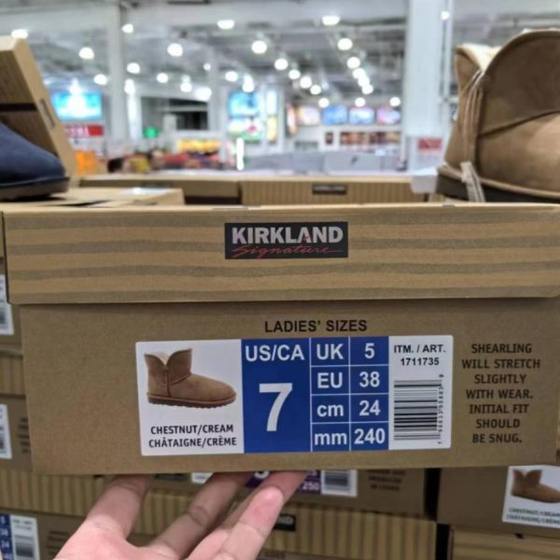 KIRKLAND
Signature
LADIES' SIZES
US/CA
7
UK 5
EU 38
cm 24
mm 240
ITM. / ART.
1711735
CHESTNUT/CREAM
CHÂTAIGNE/CRÈME
SHEARLING
WILL STRETCH
SLIGHTLY
WITH WEAR.
INITIAL FIT
SHOULD
BE SNUG.